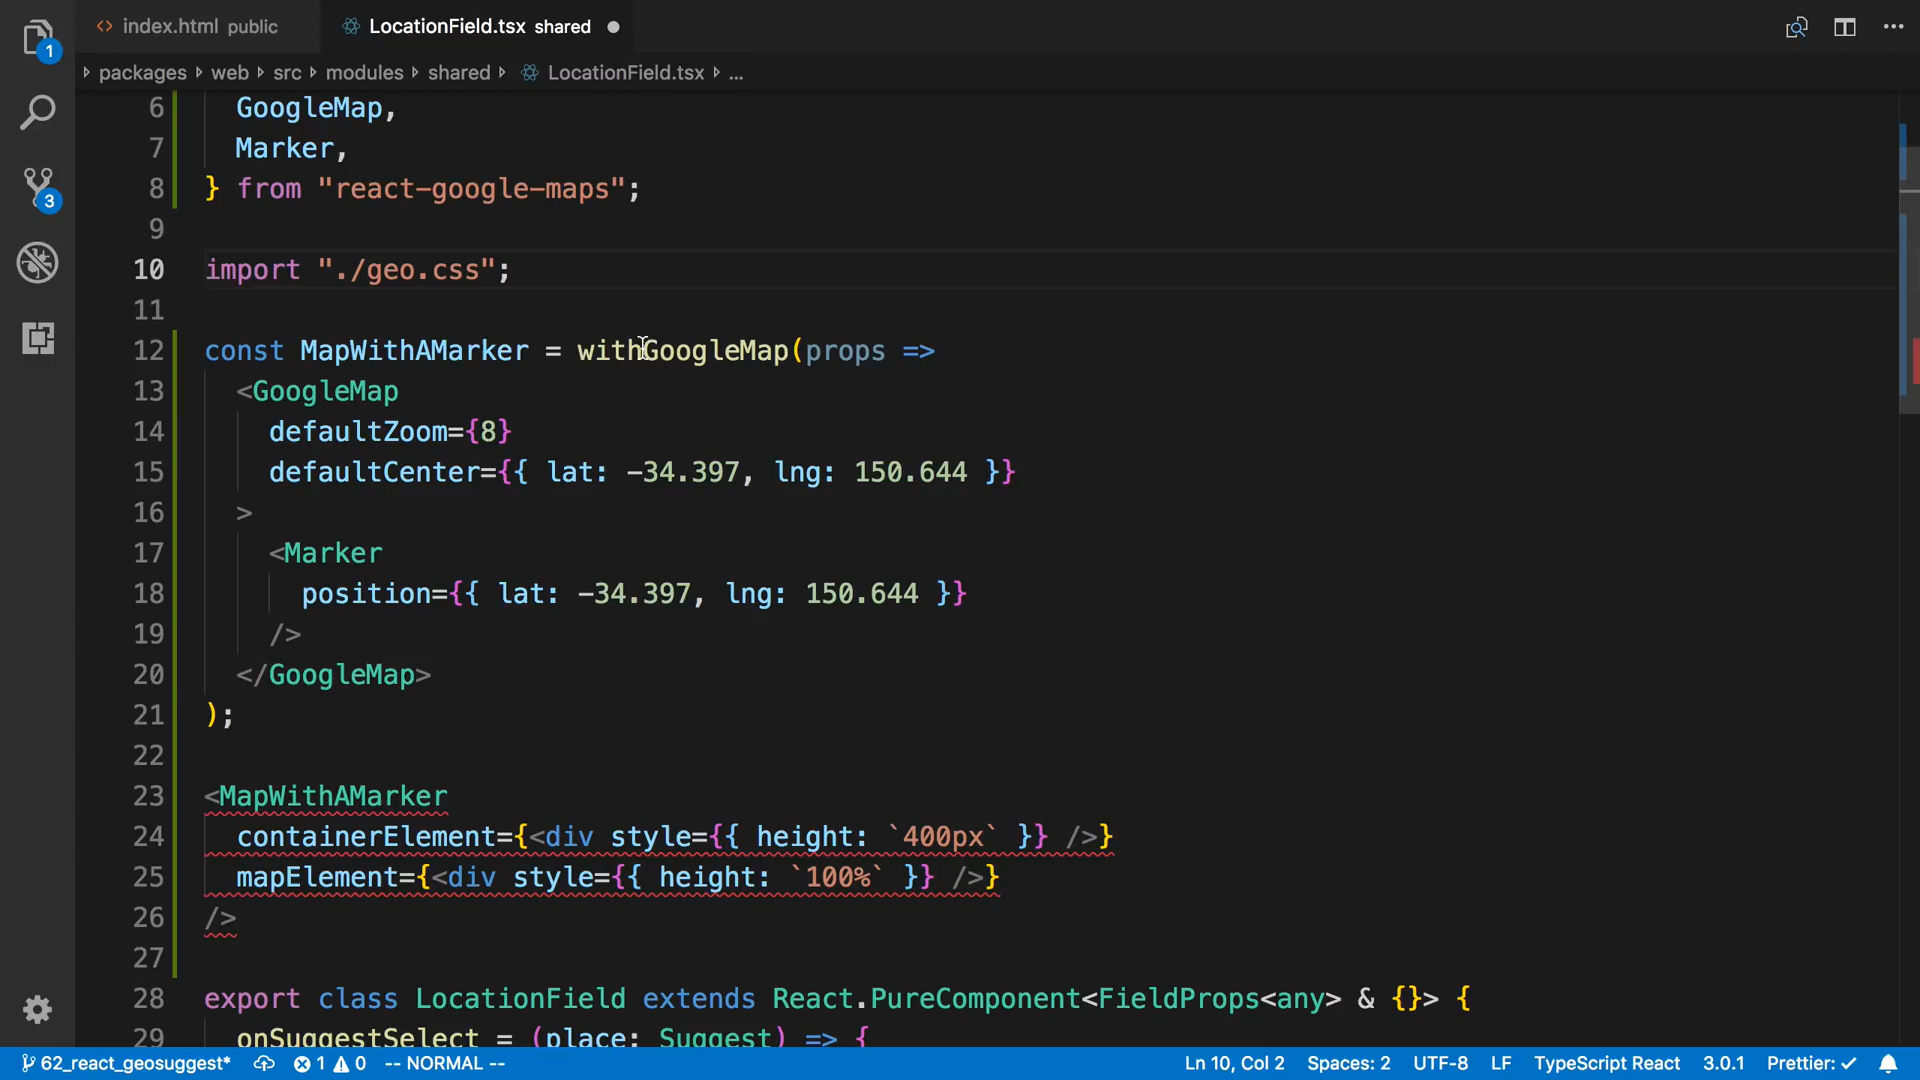 index.html public
LocationField.tsx shared
packages web src modules shared LocationField.tsx ...
1
3
6 GoogleMap,
7 Marker,
8 } from "react-google-maps";
9
10 import "./geo.css";
11
12 const MapWithAMarker = withGoogleMap(props =>
13 <GoogleMap
14 defaultZoom={8}
15 defaultCenter={{ lat: -34.397, lng: 150.644 }}
16 >
17 <Marker
18 position={{ lat: -34.397, lng: 150.644 }}
19 />
20 </GoogleMap>
21 );
22
23 <MapWithAMarker
24 containerElement={<div style={{ height: `400px` }} />}
25 mapElement={<div style={{ height: `100%` }} />}
26 />
27
28 export class LocationField extends React.PureComponent<FieldProps<any> & {}> {
29 onSuggestSelect = (place: Suggest) => {
62_react_geosuggest* 1 0 -- NORMAL -- Ln 10, Col 2 Spaces: 2 UTF-8 LF TypeScript React 3.0.1 Prettier: ✓